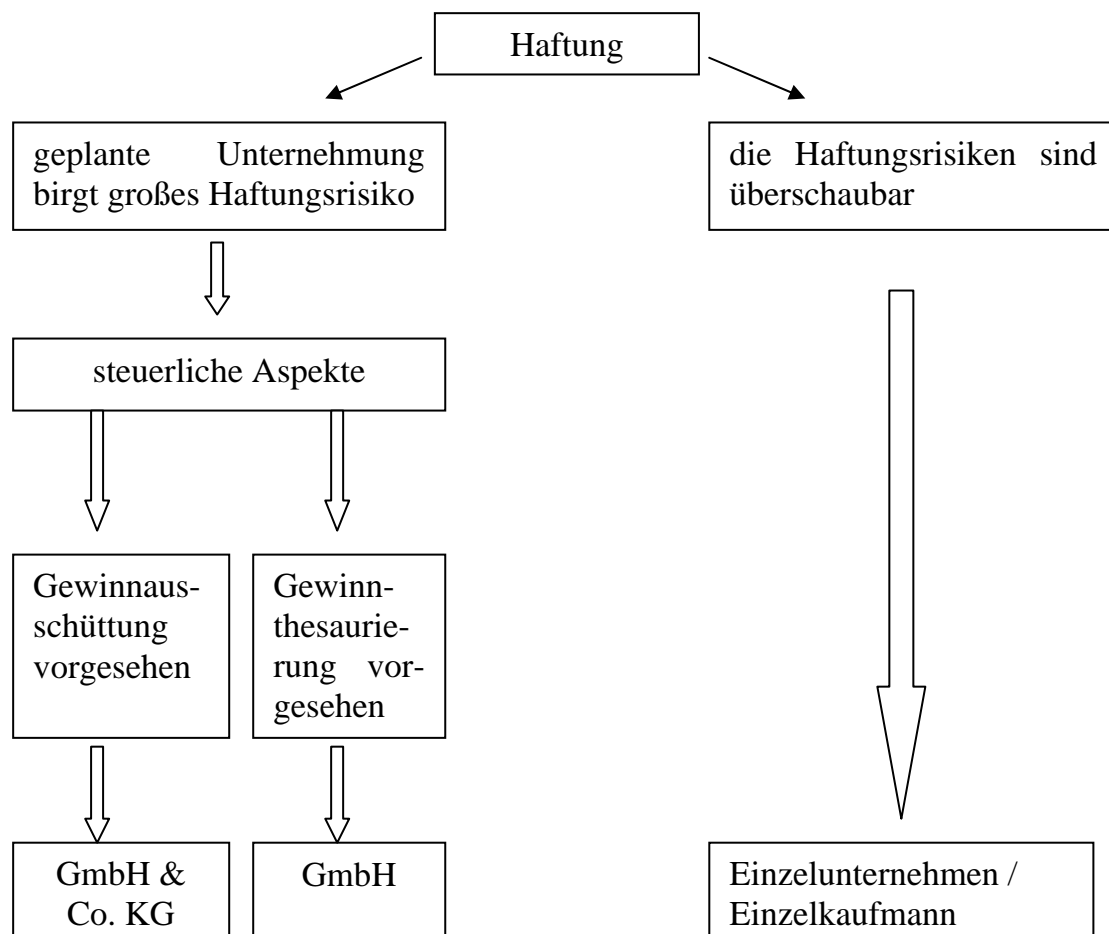 Haftung
geplante Unternehmung
birgt großes Haftungsrisiko
die Haftungsrisiken sind
überschaubar
steuerliche Aspekte
Gewinnaus-
schüttung
vorgesehen
Gewinn-
thesaurie-
rung vor-
gesehen
GmbH &
Co. KG
GmbH
Einzelunternehmen /
Einzelkaufmann